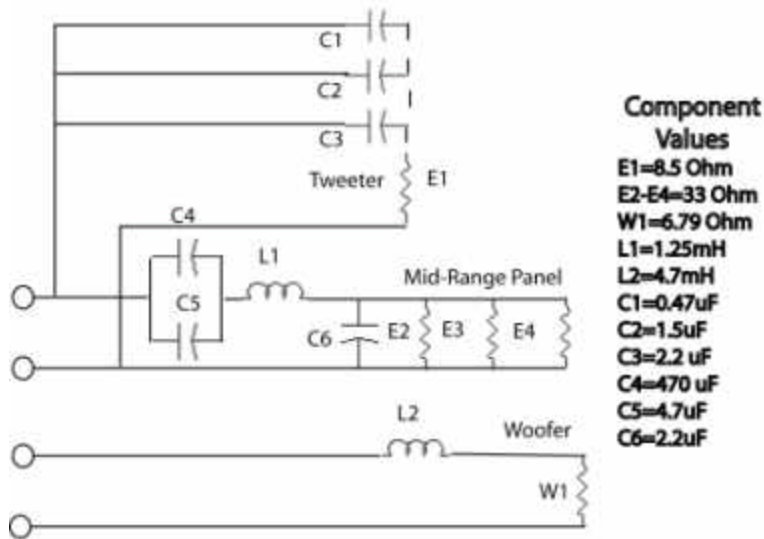 C1
C2
C3
Tweeter E1
C4
L1
C5
Mid-Range Panel
C6 E2 E3 E4
L2
Woofer
W1
Component
Values
E1=8.5 Ohm
E2-E4=33 Ohm
W1=6.79 Ohm
L1=1.25mH
L2=4.7mH
C1=0.47uF
C2=1.5uF
C3=2.2 uF
C4=470 uF
C5=4.7uF
C6=2.2uF